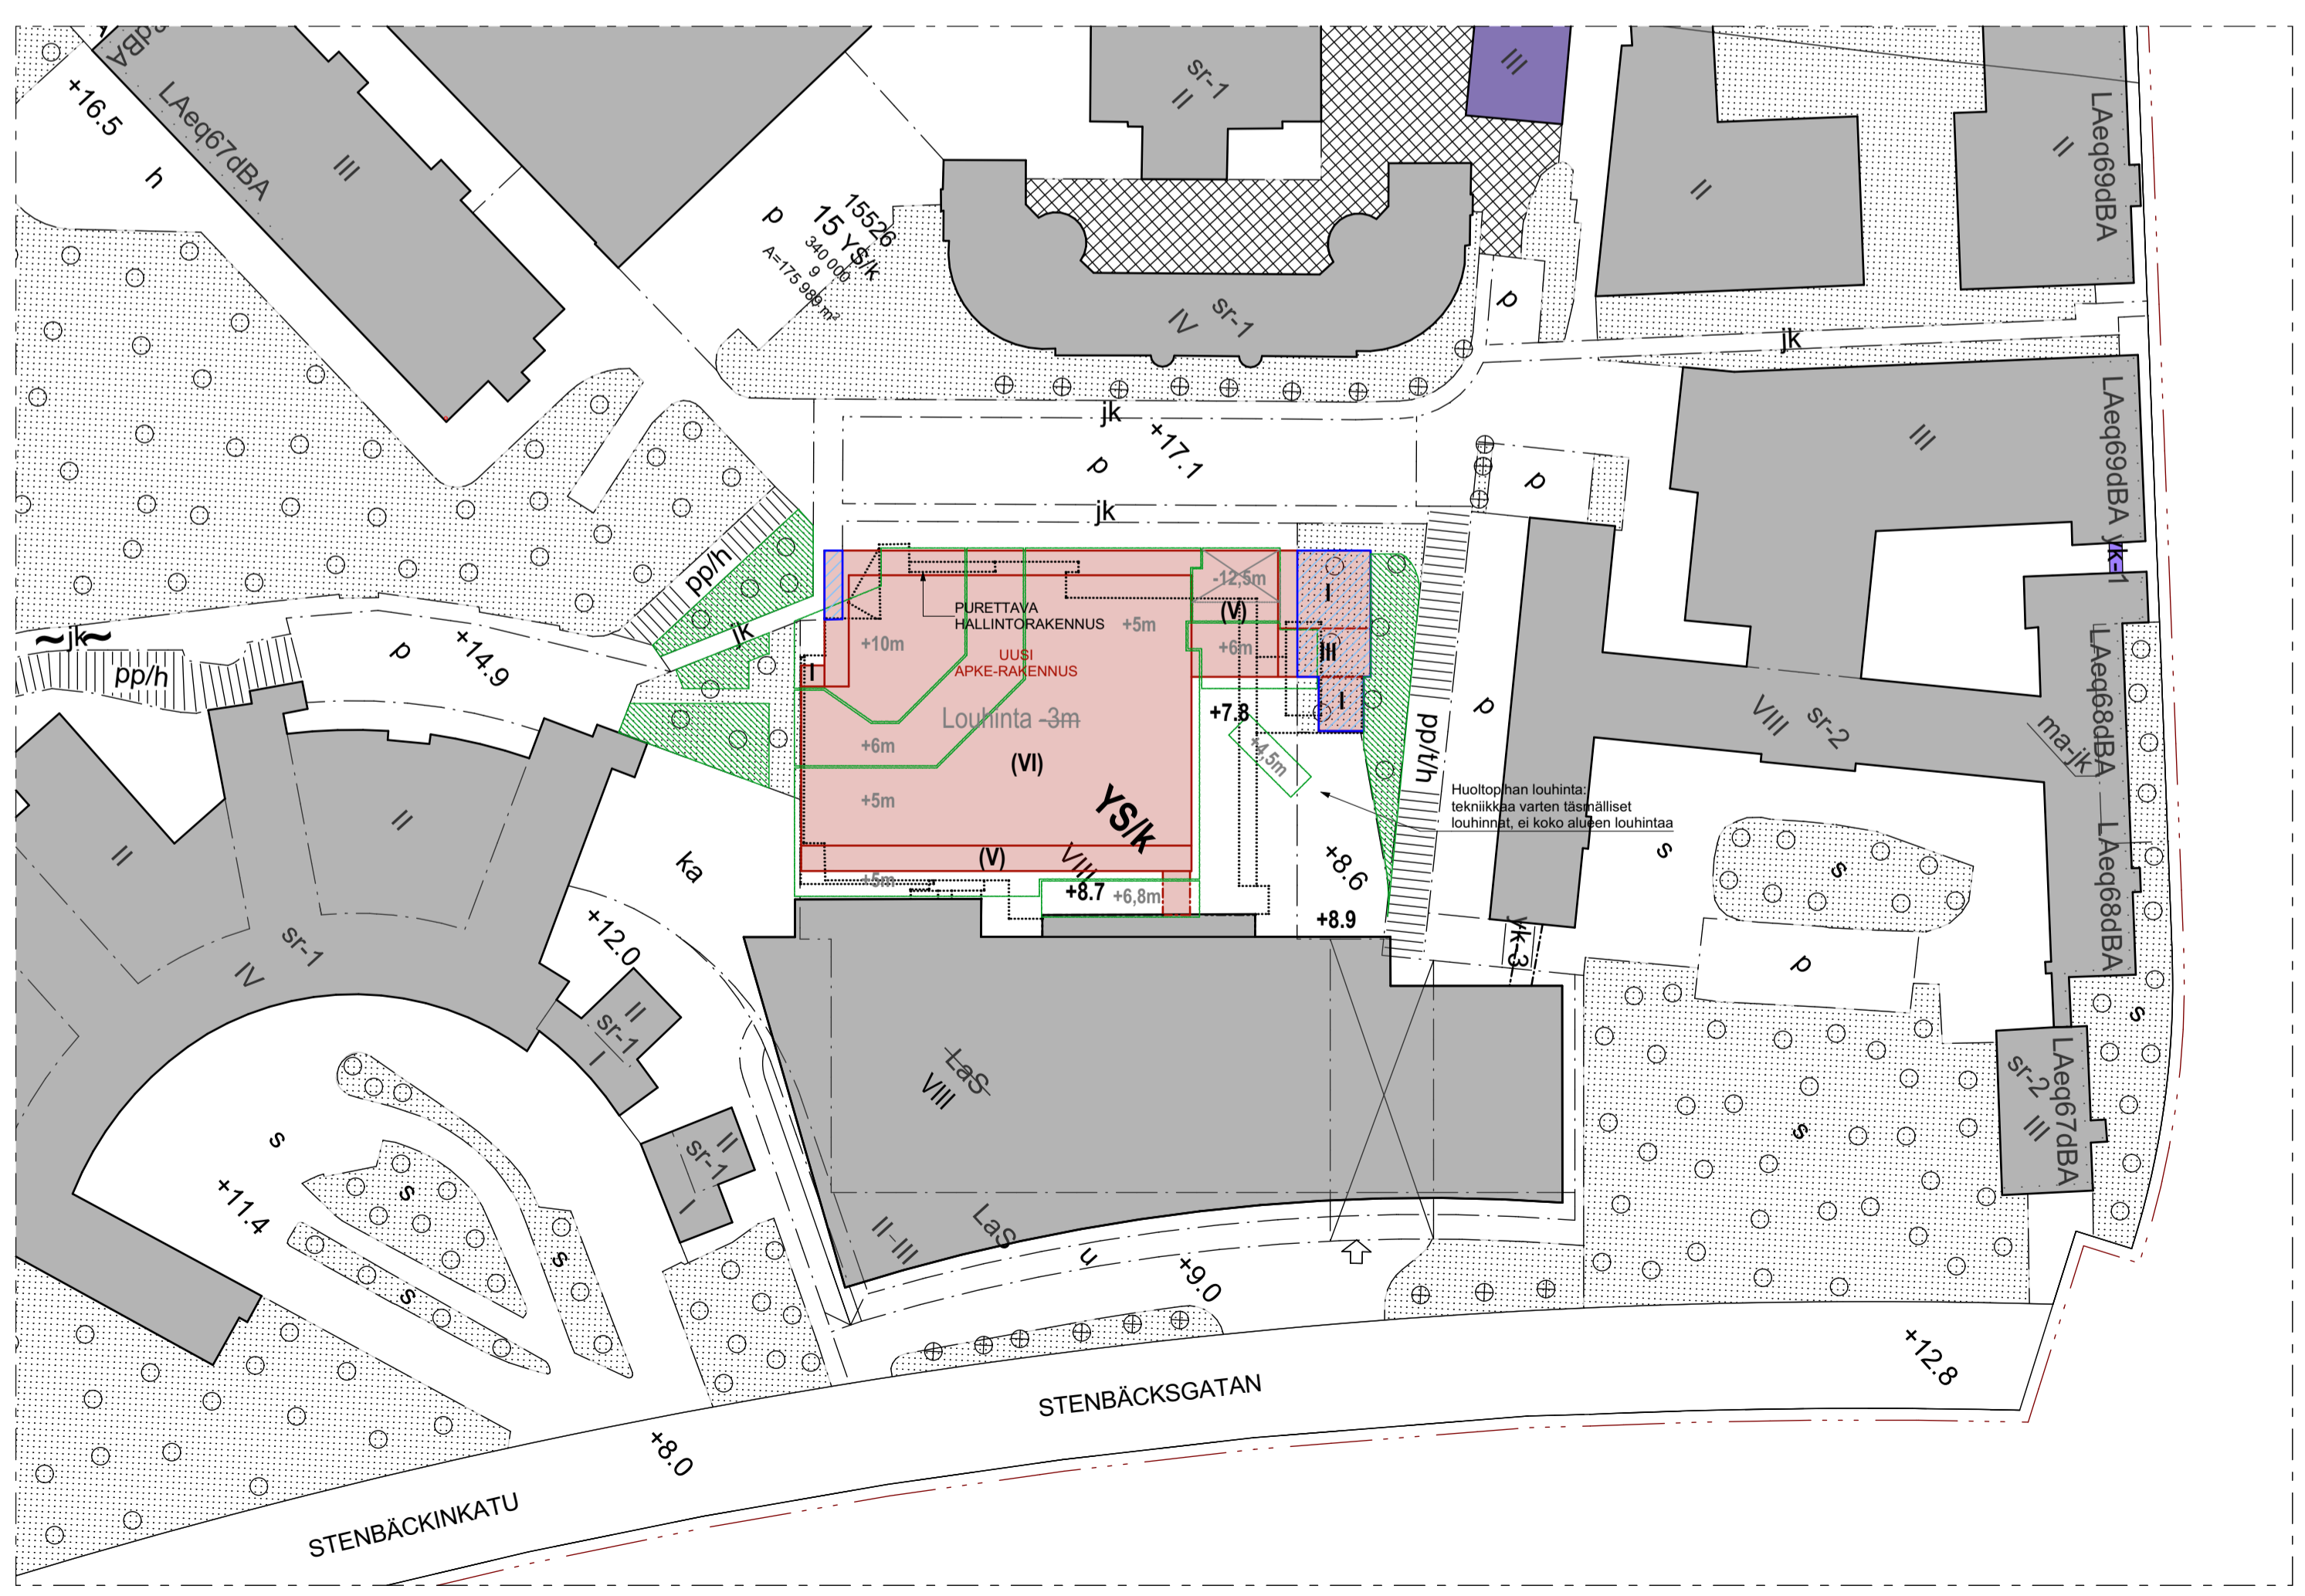 dBA
+16.5
h
LAeq67dBA
III
sr-1
II
III
II
II
LAeq69dBA
15526
p
15 YS/k
340 000
9
A=175 989 m²
sr-1
IV
p
jk
jk
+17.1
p
jk
p
III
LAeq69dBA
yk-1
pp/h
jk
~jk~
pp/h
p
+14.9
PURETTAVA
HALLINTORAKENNUS
UUSI
APKE-RAKENNUS
+10m
+5m
-12,5m
(V)
+6m
I
III
I
I
Louhinta -3m
+6m
(VI)
+5m
YS/k
(V)
VIII
+5m
+8.7
+6,8m
+7.8
+4,5m
pp/t/h
p
Huoltopihan louhinta:
tekniikkaa varten täsmälliset
louhinnat, ei koko alueen louhintaa
+8.6
+8.9
yk-3
VIII
sr-2
ma-jk
LAeq68dBA
LAeq68dBA
s
s
p
s
s
sr-2
III
LAeq67dBA
II
II
sr-1
IV
ka
+12.0
II
sr-1
I
II
sr-1
I
s
+11.4
s
s
s
LaS
VIII
II-III
LaS
u
+9.0
+12.8
STENBÄCKSGATAN
+8.0
STENBÄCKINKATU